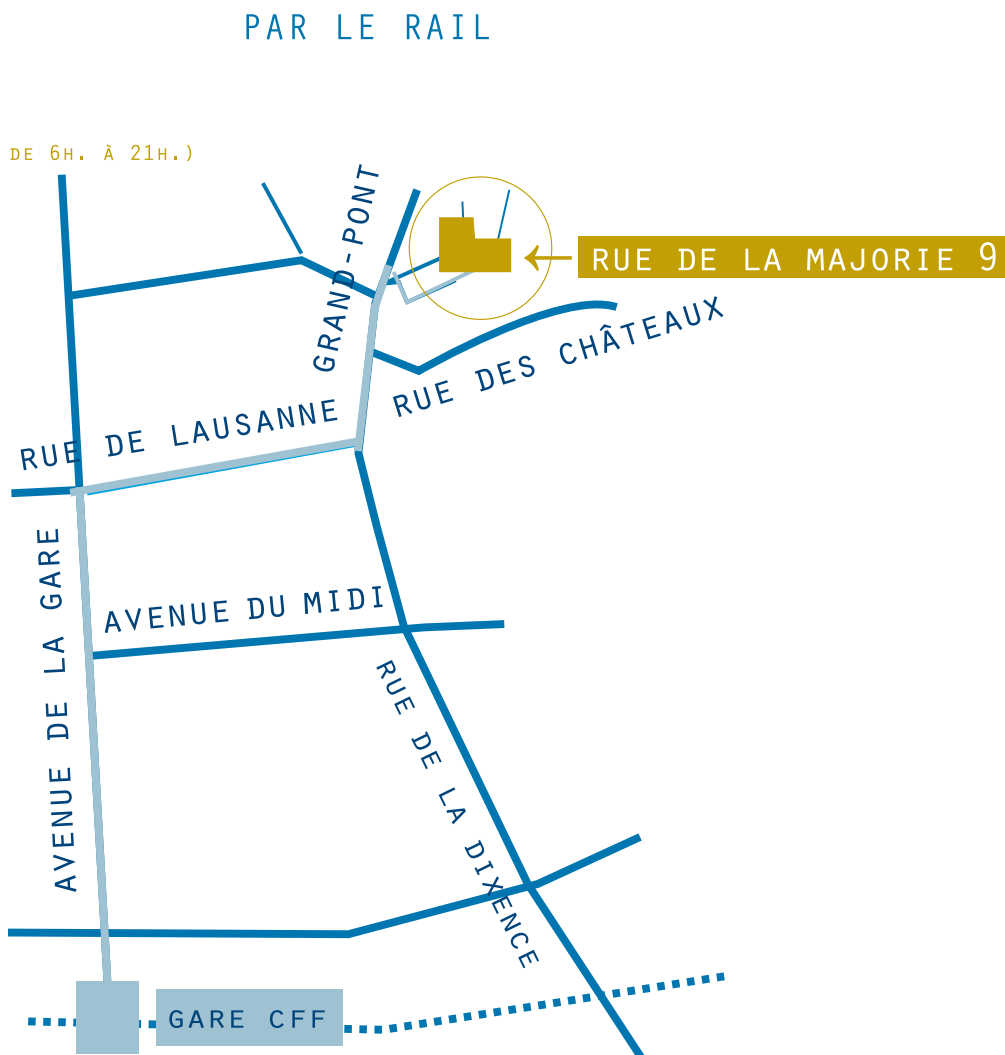 PAR LE RAIL
DE 6H. À 21H.)
GRAND-PONT
RUE DE LA MAJORIE 9
RUE DES CHÂTEAUX
RUE DE LAUSANNE
AVENUE DE LA GARE
AVENUE DU MIDI
RUE DE LA DIXENCE
GARE CFF